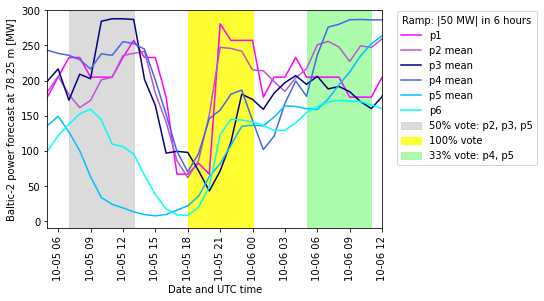 Ramp: |50 MW| in 6 hours
p1
p2 mean
p3 mean
p4 mean
p5 mean
p6
50% vote: p2, p3, p5
100% vote
33% vote: p4, p5
Baltic-2 power forecast at 78.25 m [MW]
300
250
200
150
100
50
0
10-05 06
10-05 09
10-05 12
10-05 15
10-05 18
10-05 21
10-06 00
10-06 03
10-06 06
10-06 09
10-06 12
Date and UTC time